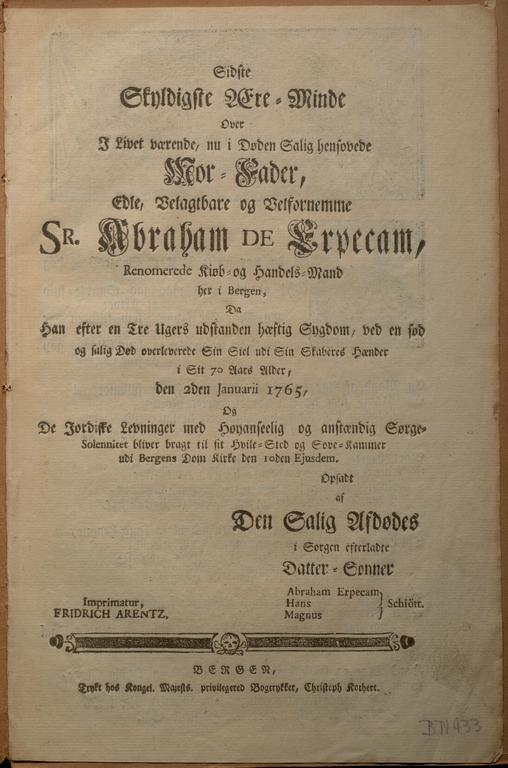 Sidste
Skyldigste Ære-Minde
Over
I Livet værende, nu i Døden Salig hensovede
Mor-Fader,
Edle, Velagtbare og Velfornemme
SR. Abraham DE Erpecam,
Renomerede Kiøb- og Handels-Mand
her i Bergen,
Da
Han efter en Tre Ugers udstanden hæftig Sygdom, ved en sød
og salig Død overleverede Sin Siel udi Sin Skaberes Hænder
i Sit 70 Aars Alder,
den 2den Januarii 1765,
Og
De Jordiske Levninger med Høyanseelig og anstændig Sørge-
Solennitet bliver bragt til sit Hvile-Sted og Sove-Kammer
udi Bergens Dom Kirke den 10den Ejusdem.
Opsadt
af
Den Salig Afdødes
i Sorgen efterladte
Datter-Sønner
Abraham Erpecam
Hans } Schiött.
Magnus
Imprimatur,
FRIDRICH ARENTZ.
BERGEN,
Trykt hos Kongel. Majests. privilegered Bogtrykker, Christoph Kothert.
BN 933